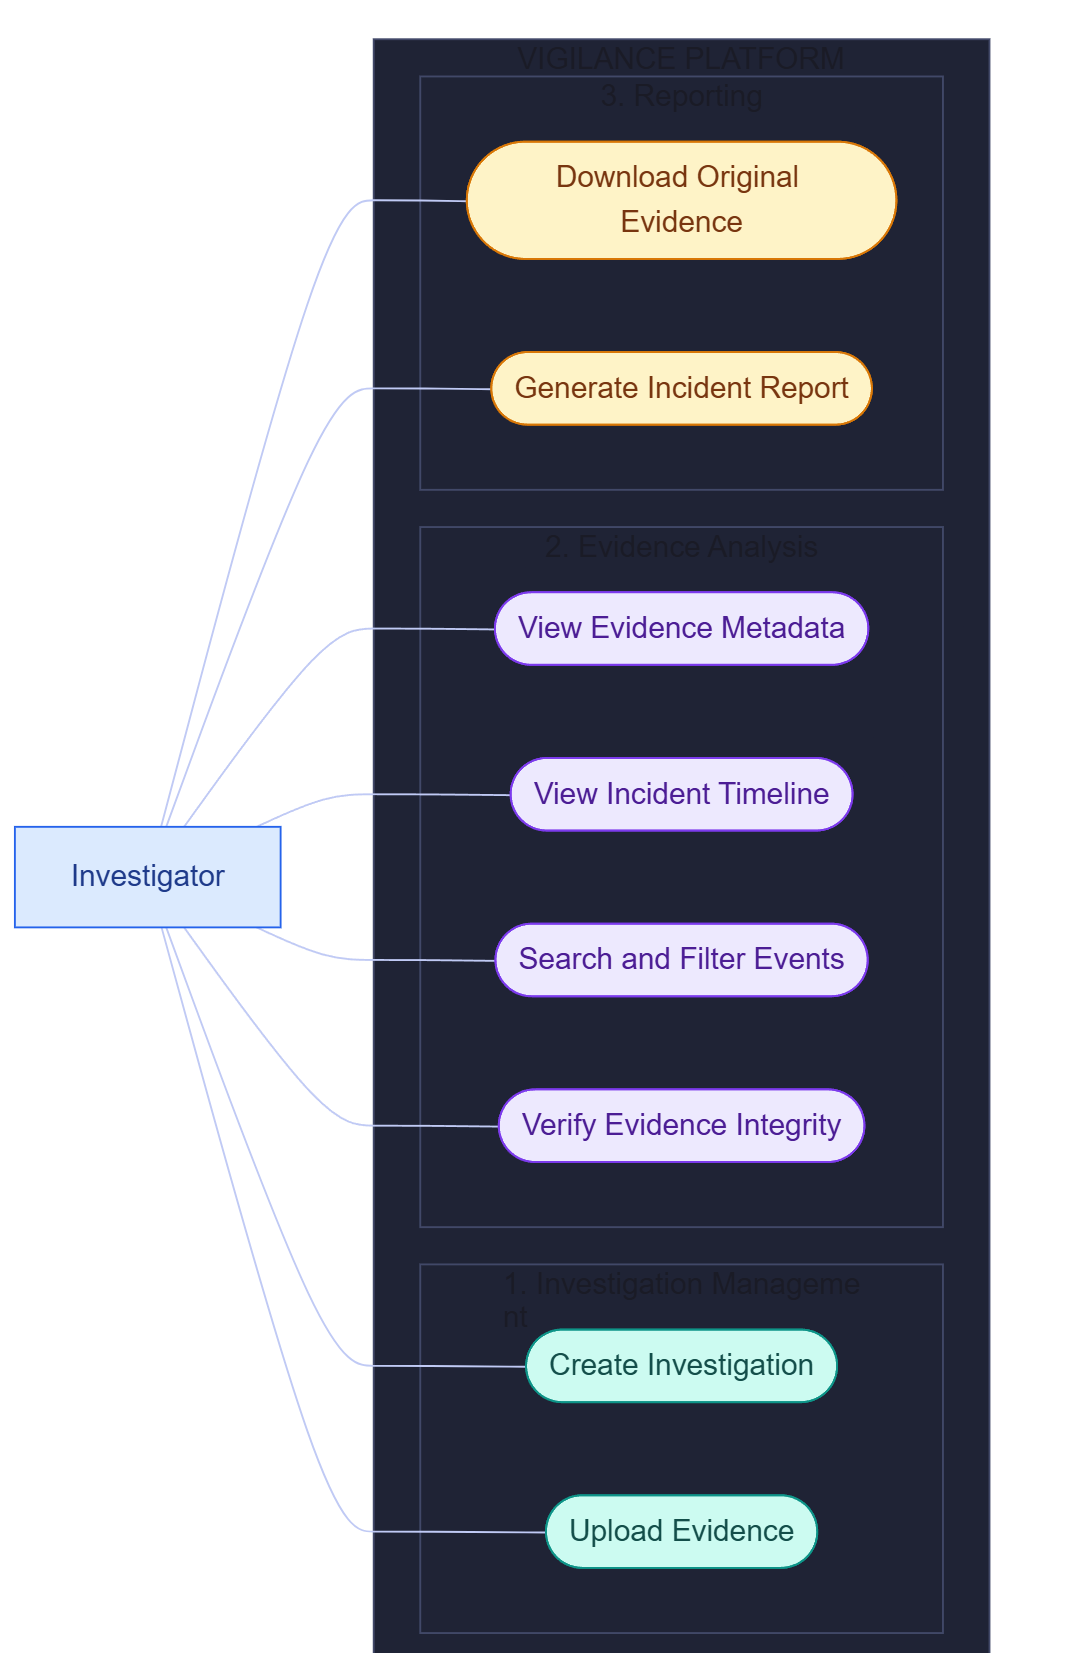 VIGILANCE PLATFORM
3. Reporting
Download Original
Evidence
Generate Incident Report
2. Evidence Analysis
View Evidence Metadata
View Incident Timeline
Investigator
Search and Filter Events
Verify Evidence Integrity
1. Investigation Manageme
nt
Create Investigation
Upload Evidence